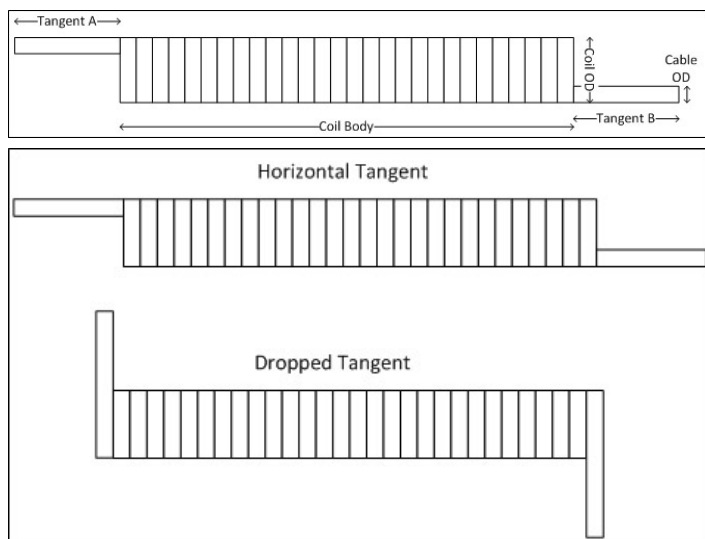 Tangent A
Coil OD
Cable
OD
Tangent B
Coil Body
Horizontal Tangent
Dropped Tangent